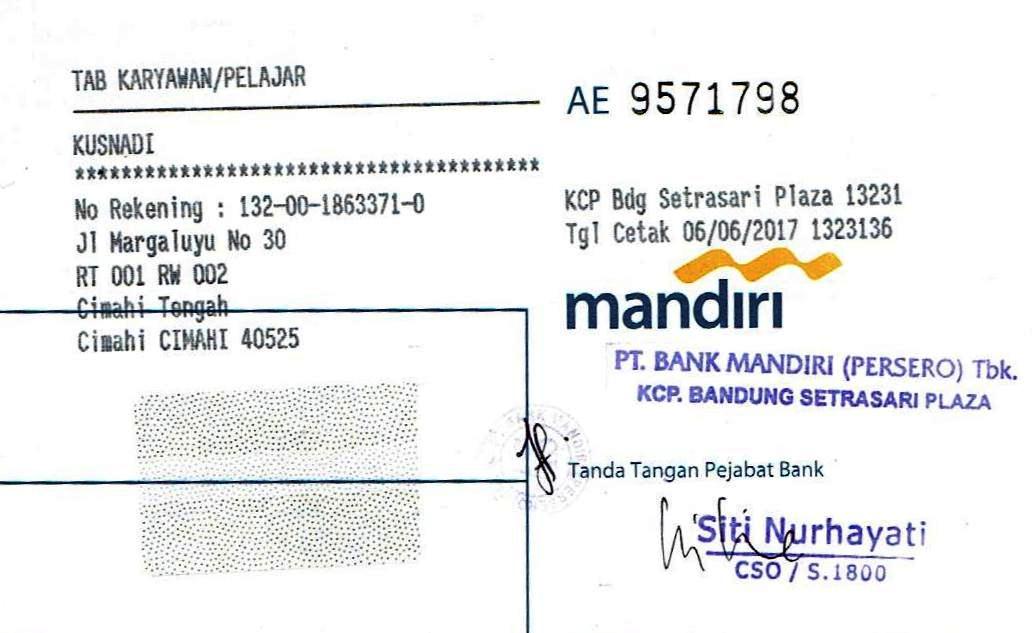 TAB KARYAWAN/PELAJAR
KUSNADI
****************************************
No Rekening : 132-00-1863371-0
Jl Margaluyu No 30
RT 001 RW 002
Cimahi Tengah
Cimahi CIMAHI 40525
AE 9571798
KCP Bdg Setrasari Plaza 13231
Tgl Cetak 06/06/2017 1323136
mandiri
PT. BANK MANDIRI (PERSERO) Tbk.
KCP. BANDUNG SETRASARI PLAZA
Tanda Tangan Pejabat Bank
Siti Nurhayati
CSO / S.1800